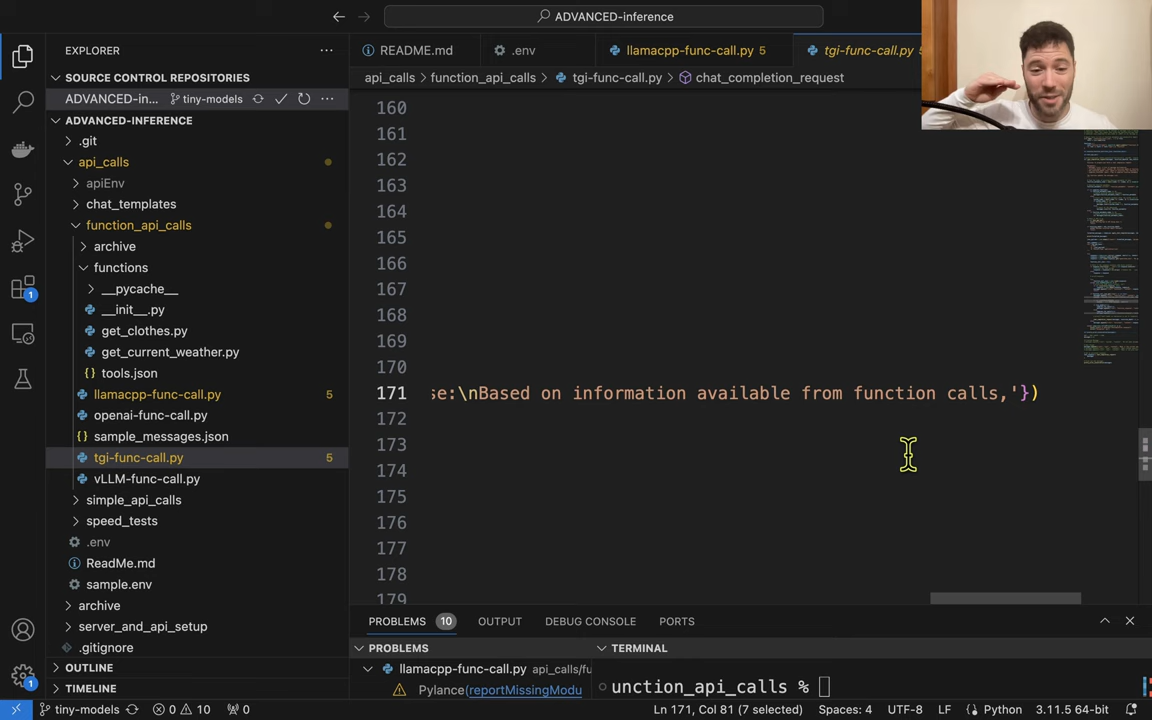 ADVANCED-inference
EXPLORER
README.md
.env
llamacpp-func-call.py 5
tgi-func-call.py 5
SOURCE CONTROL REPOSITORIES
api_calls > function_api_calls > tgi-func-call.py > chat_completion_request
ADVANCED-in... tiny-models
ADVANCED-INFERENCE
.git
api_calls
apiEnv
chat_templates
function_api_calls
archive
functions
__pycache__
__init__.py
get_clothes.py
get_current_weather.py
tools.json
llamacpp-func-call.py 5
openai-func-call.py
sample_messages.json
tgi-func-call.py 5
vLLM-func-call.py
simple_api_calls
speed_tests
.env
ReadMe.md
sample.env
archive
server_and_api_setup
.gitignore
OUTLINE
TIMELINE
1
1
160
161
162
163
164
165
166
167
168
169
170
171 se:\nBased on information available from function calls,'})
172
173
174
175
176
177
178
179
PROBLEMS 10 OUTPUT DEBUG CONSOLE PORTS
PROBLEMS
TERMINAL
llamacpp-func-call.py api_calls/fu
Pylance(reportMissingModu
unction_api_calls %
tiny-models 0 10 0 Ln 171, Col 81 (7 selected) Spaces: 4 UTF-8 LF Python 3.11.5 64-bit